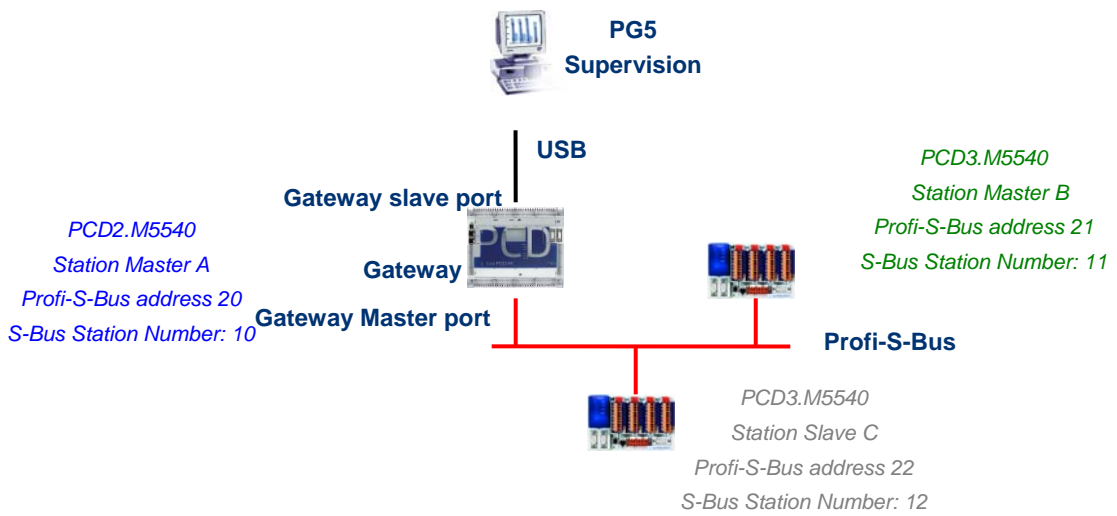 PG5
Supervision
USB
Gateway slave port
PCD
Gateway
Gateway Master port
PCD2.M5540
Station Master A
Profi-S-Bus address 20
S-Bus Station Number: 10
PCD3.M5540
Station Master B
Profi-S-Bus address 21
S-Bus Station Number: 11
Profi-S-Bus
PCD3.M5540
Station Slave C
Profi-S-Bus address 22
S-Bus Station Number: 12